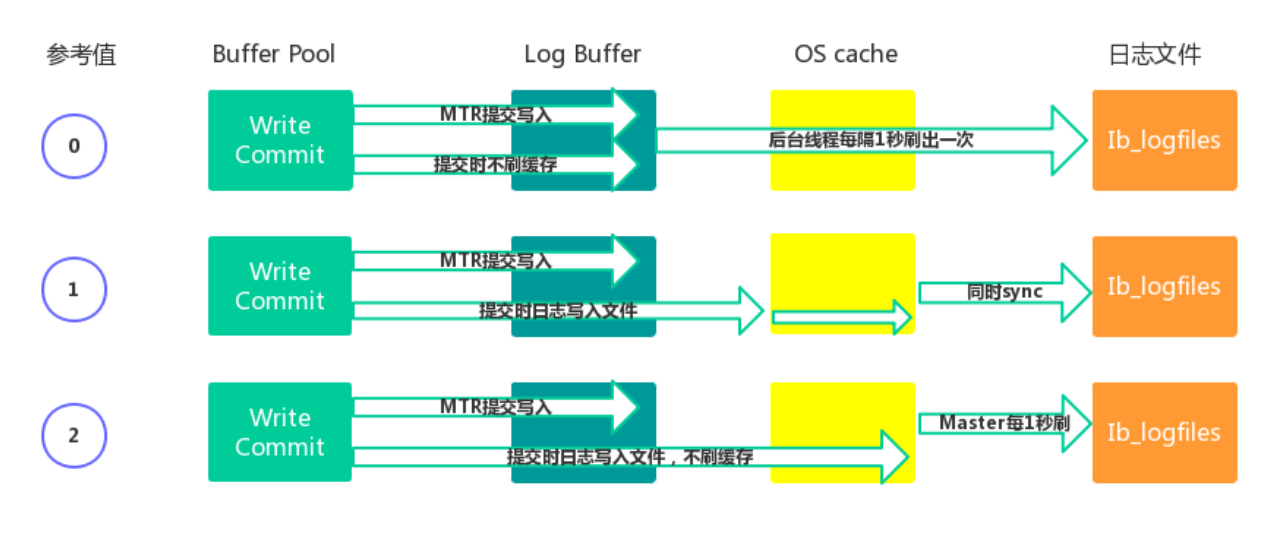 参考值
Buffer Pool
Log Buffer
OS cache
日志文件
0
Write
Commit
MTR提交写入
提交时不刷缓存
后台线程每隔1秒刷出一次
Ib_logfiles
1
Write
Commit
MTR提交写入
提交时日志写入文件
同时sync
Ib_logfiles
2
Write
Commit
MTR提交写入
提交时日志写入文件，不刷缓存
Master每1秒刷
Ib_logfiles